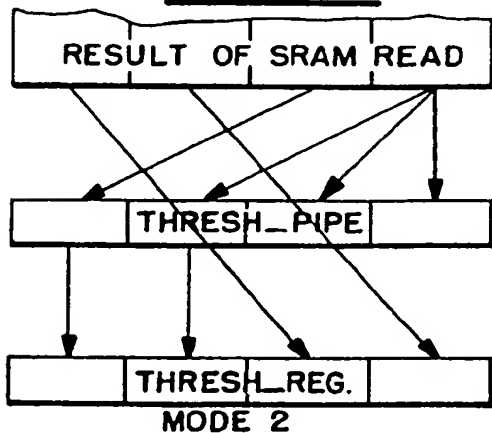 RESULT OF SRAM READ
THRESH_PIPE
THRESH_REG.
MODE 2